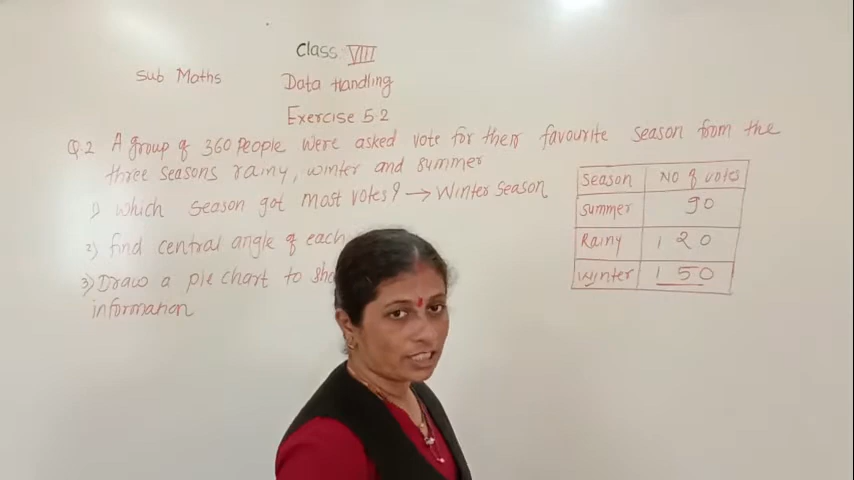 Class VIII
Sub Maths
Data Handling
Exercise 5.2
Q.2 A group of 360 people were asked vote for their favourite season from the
three seasons rainy, winter and summer
1) which season got most votes? → Winter Season
2) find central angle of each
3) Draw a pie chart to
information
Season No of votes
Summer 90
Rainy 120
Winter 150